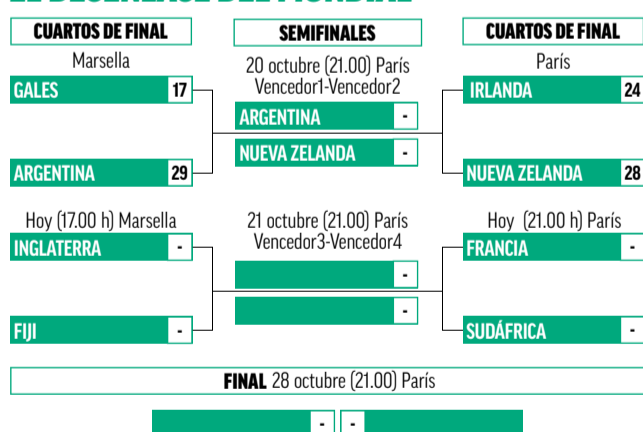 CUARTOS DE FINAL
Marsella
GALES 17
ARGENTINA 29
Hoy (17.00 h) Marsella
INGLATERRA -
FIJI -
SEMIFINALES
20 octubre (21.00) París
Vencedor1-Vencedor2
ARGENTINA -
NUEVA ZELANDA -
21 octubre (21.00) París
Vencedor3-Vencedor4
-
-
CUARTOS DE FINAL
París
IRLANDA 24
NUEVA ZELANDA 28
Hoy (21.00 h) París
FRANCIA -
SUDÁFRICA -
FINAL 28 octubre (21.00) París
- -